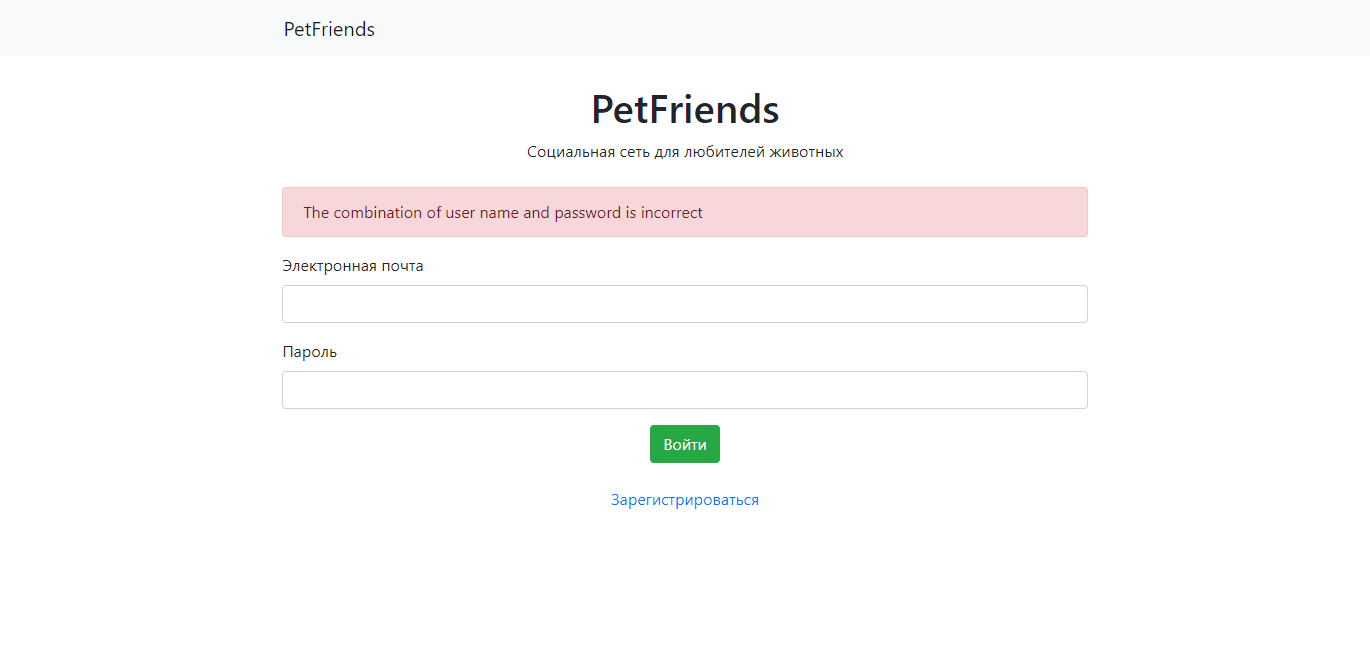 PetFriends
PetFriends
Социальная сеть для любителей животных
The combination of user name and password is incorrect
Электронная почта
Пароль
Войти
Зарегистрироваться